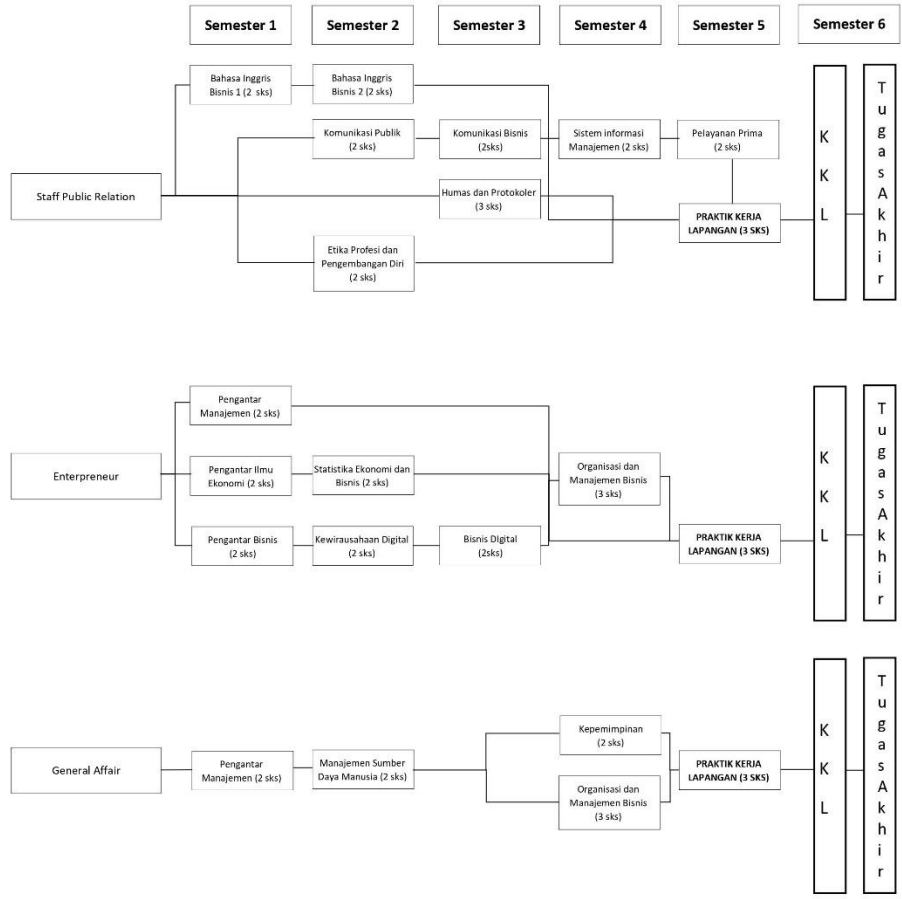 Semester 1
Semester 2
Semester 3
Semester 4
Semester 5
Semester 6
Bahasa Inggris
Bisnis 1 (2 sks)
Bahasa Inggris
Bisnis 2 (2 sks)
Komunikasi Publik
(2 sks)
Komunikasi Bisnis
(2sks)
Sistem informasi
Manajemen (2 sks)
Pelayanan Prima
(2 sks)
Staff Public Relation
Humas dan Protokoler
(3 sks)
PRAKTIK KERJA
LAPANGAN (3 SKS)
Etika Profesi dan
Pengembangan Diri
(2 sks)
K
K
L
T
u
g
a
s
A
k
h
i
r
Pengantar
Manajemen (2 sks)
Enterpreneur
Pengantar Ilmu
Ekonomi (2 sks)
Statistika Ekonomi dan
Bisnis (2 sks)
Organisasi dan
Manajemen Bisnis
(3 sks)
Pengantar Bisnis
(2 sks)
Kewirausahaan Digital
(2 sks)
Bisnis DIgital
(2sks)
PRAKTIK KERJA
LAPANGAN (3 SKS)
K
K
L
T
u
g
a
s
A
k
h
i
r
General Affair
Pengantar
Manajemen (2 sks)
Manajemen Sumber
Daya Manusia (2 sks)
Kepemimpinan
(2 sks)
Organisasi dan
Manajemen Bisnis
(3 sks)
PRAKTIK KERJA
LAPANGAN (3 SKS)
K
K
L
T
u
g
a
s
A
k
h
i
r